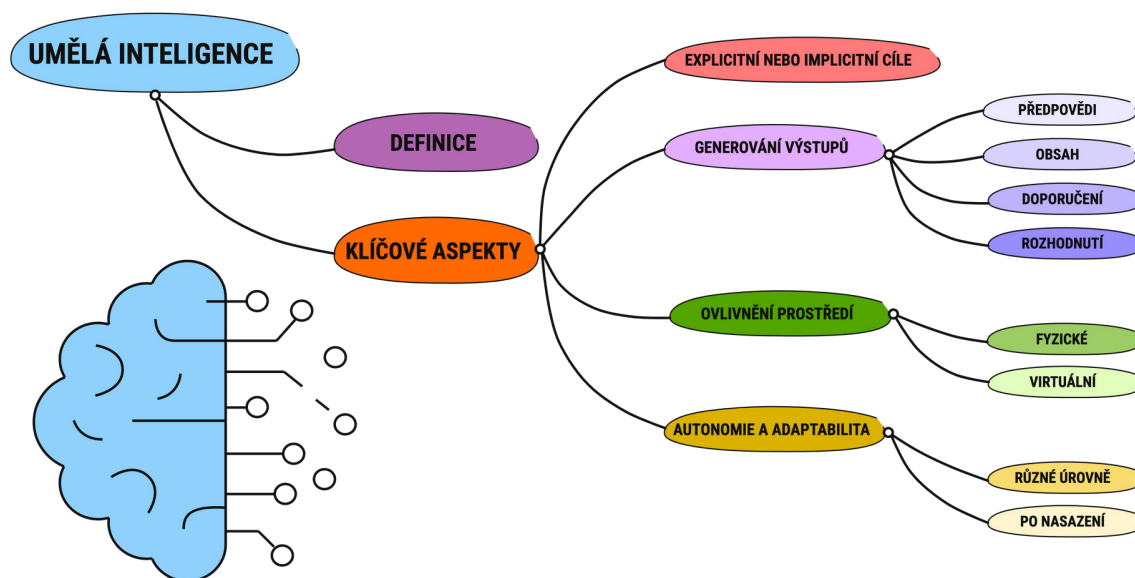 UMĚLÁ INTELIGENCE
DEFINICE
KLÍČOVÉ ASPEKTY
EXPLICITNÍ NEBO IMPLICITNÍ CÍLE
GENEROVÁNÍ VÝSTUPŮ
PŘEDPOVĚDI
OBSAH
DOPORUČENÍ
ROZHODNUTÍ
OVLIVNĚNÍ PROSTŘEDÍ
FYZICKÉ
VIRTUÁLNÍ
AUTONOMIE A ADAPTABILITA
RŮZNÉ ÚROVNĚ
PO NASAZENÍ